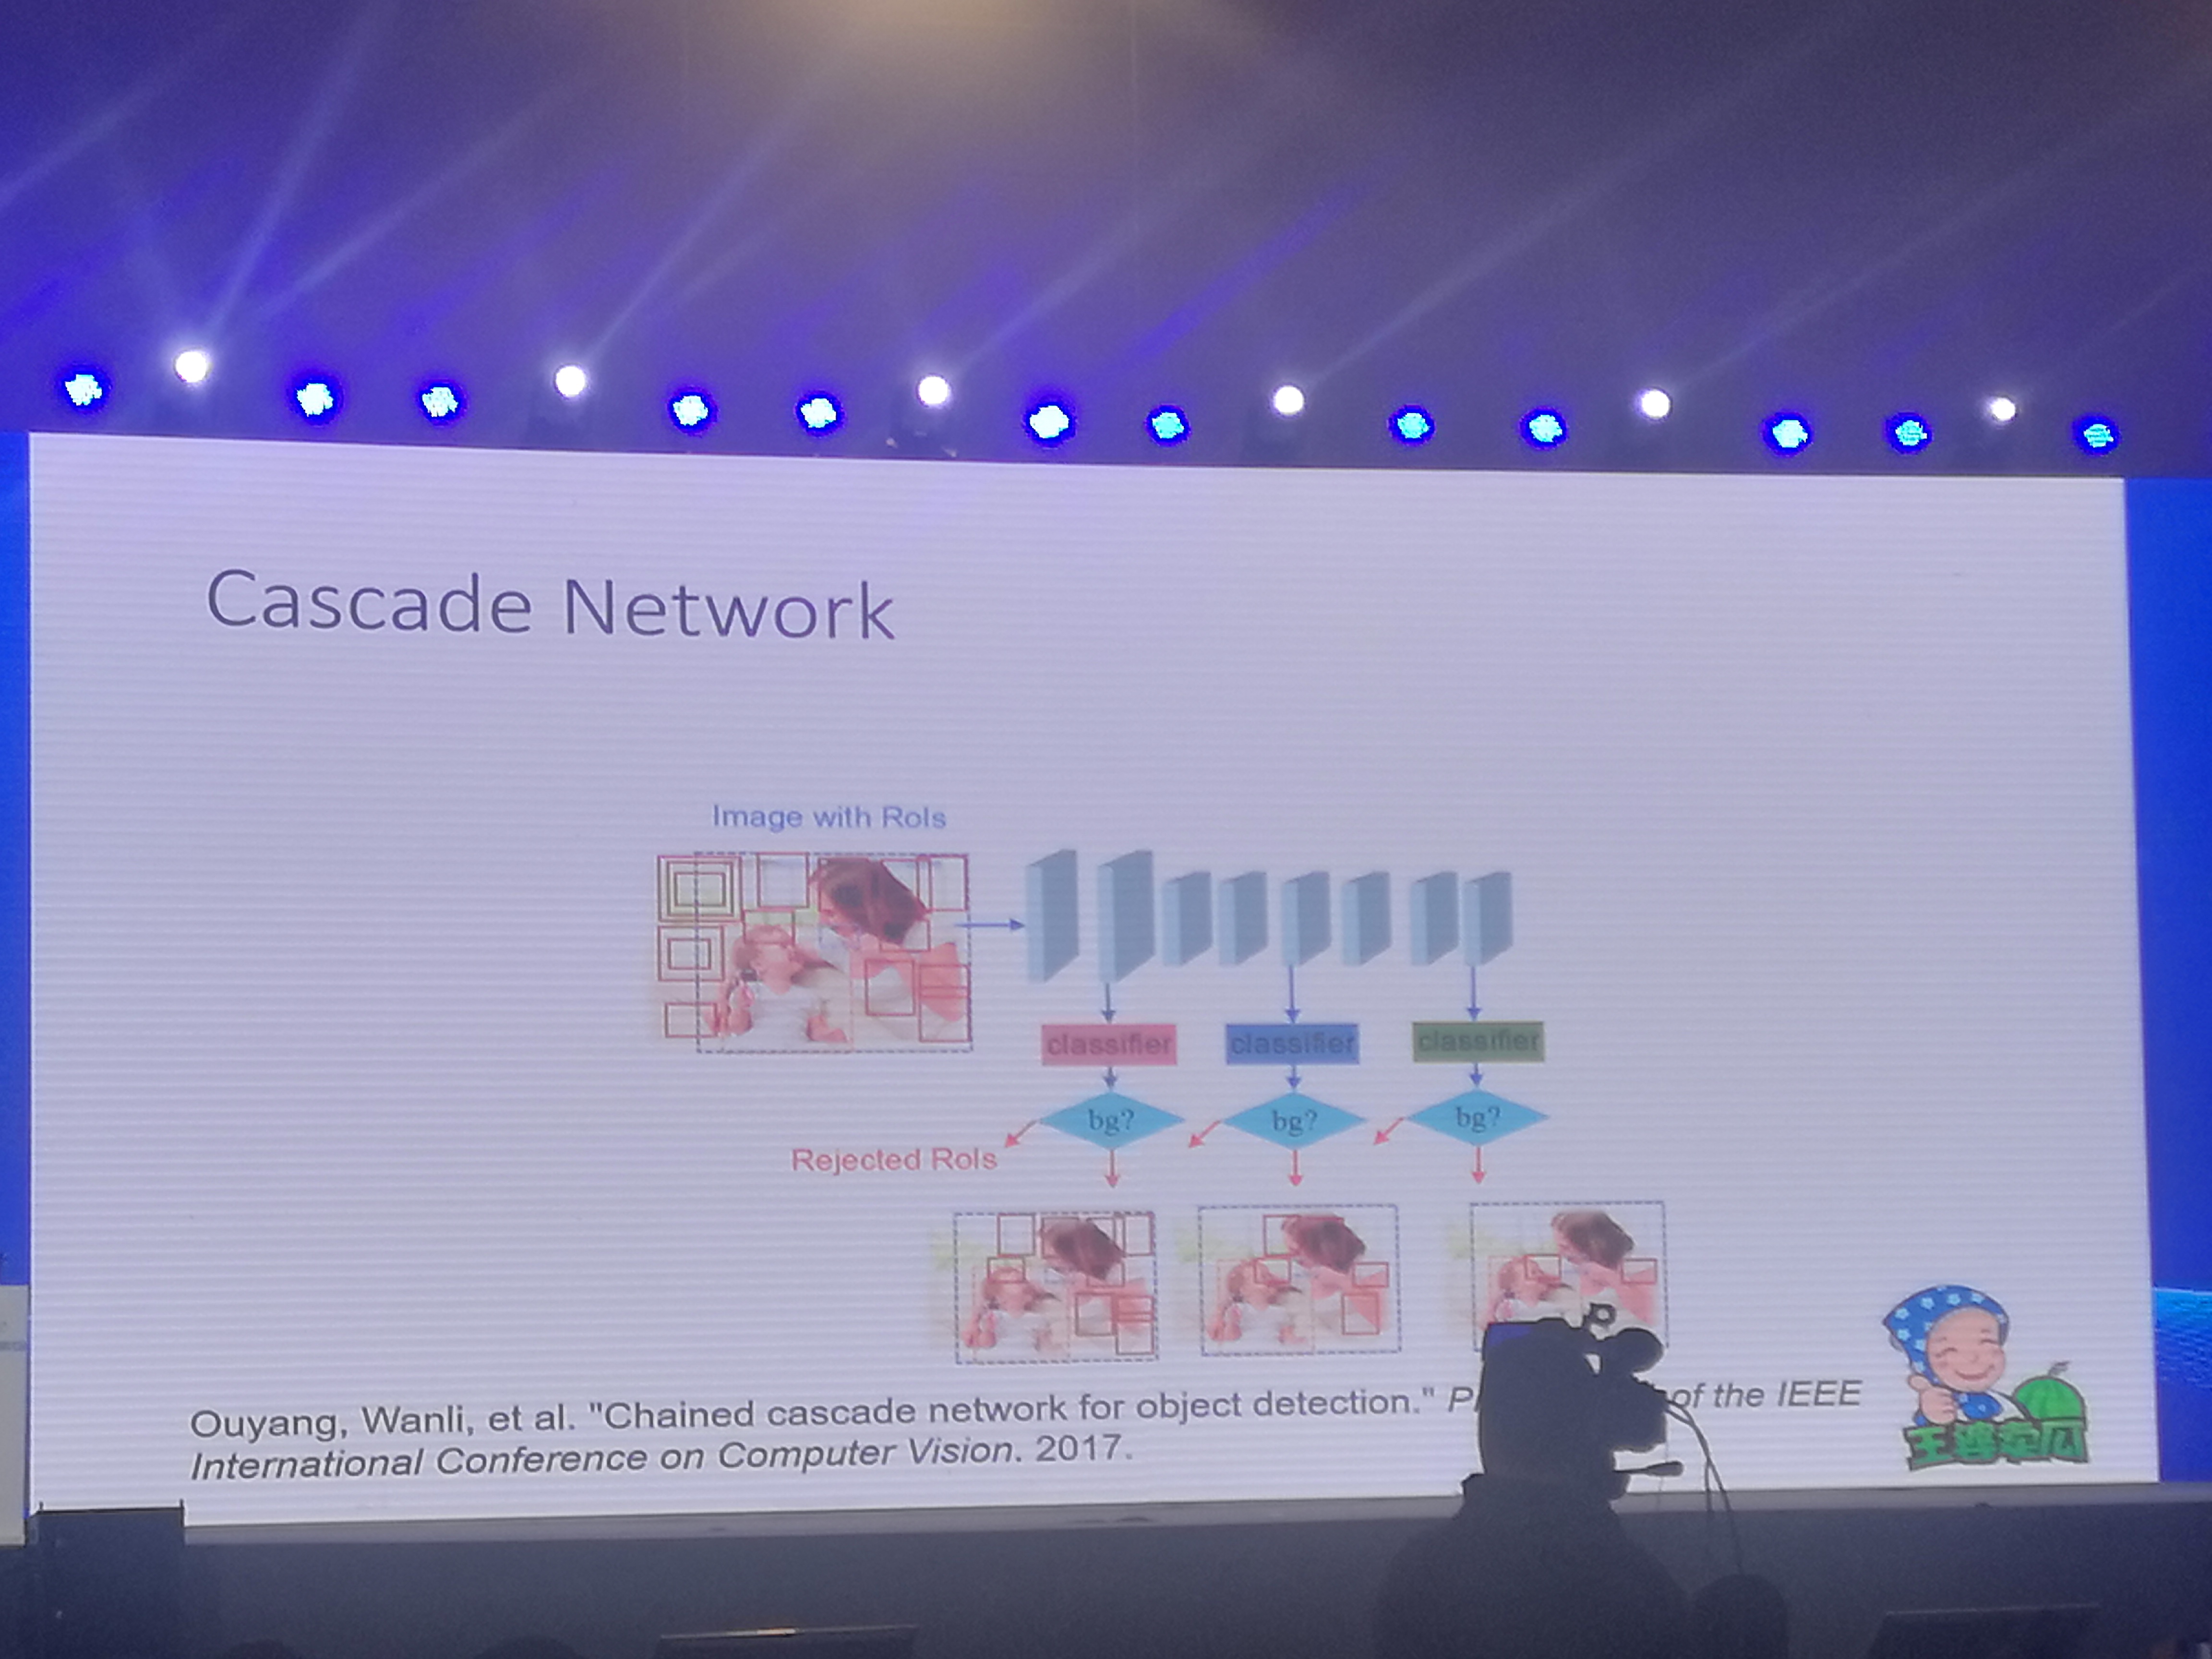 Cascade Network
Image with RoIs
classifier classifier classifier
bg? bg? bg?
Rejected RoIs
Ouyang, Wanli, et al. "Chained cascade network for object detection." of the IEEE
International Conference on Computer Vision. 2017.
王婆卖瓜